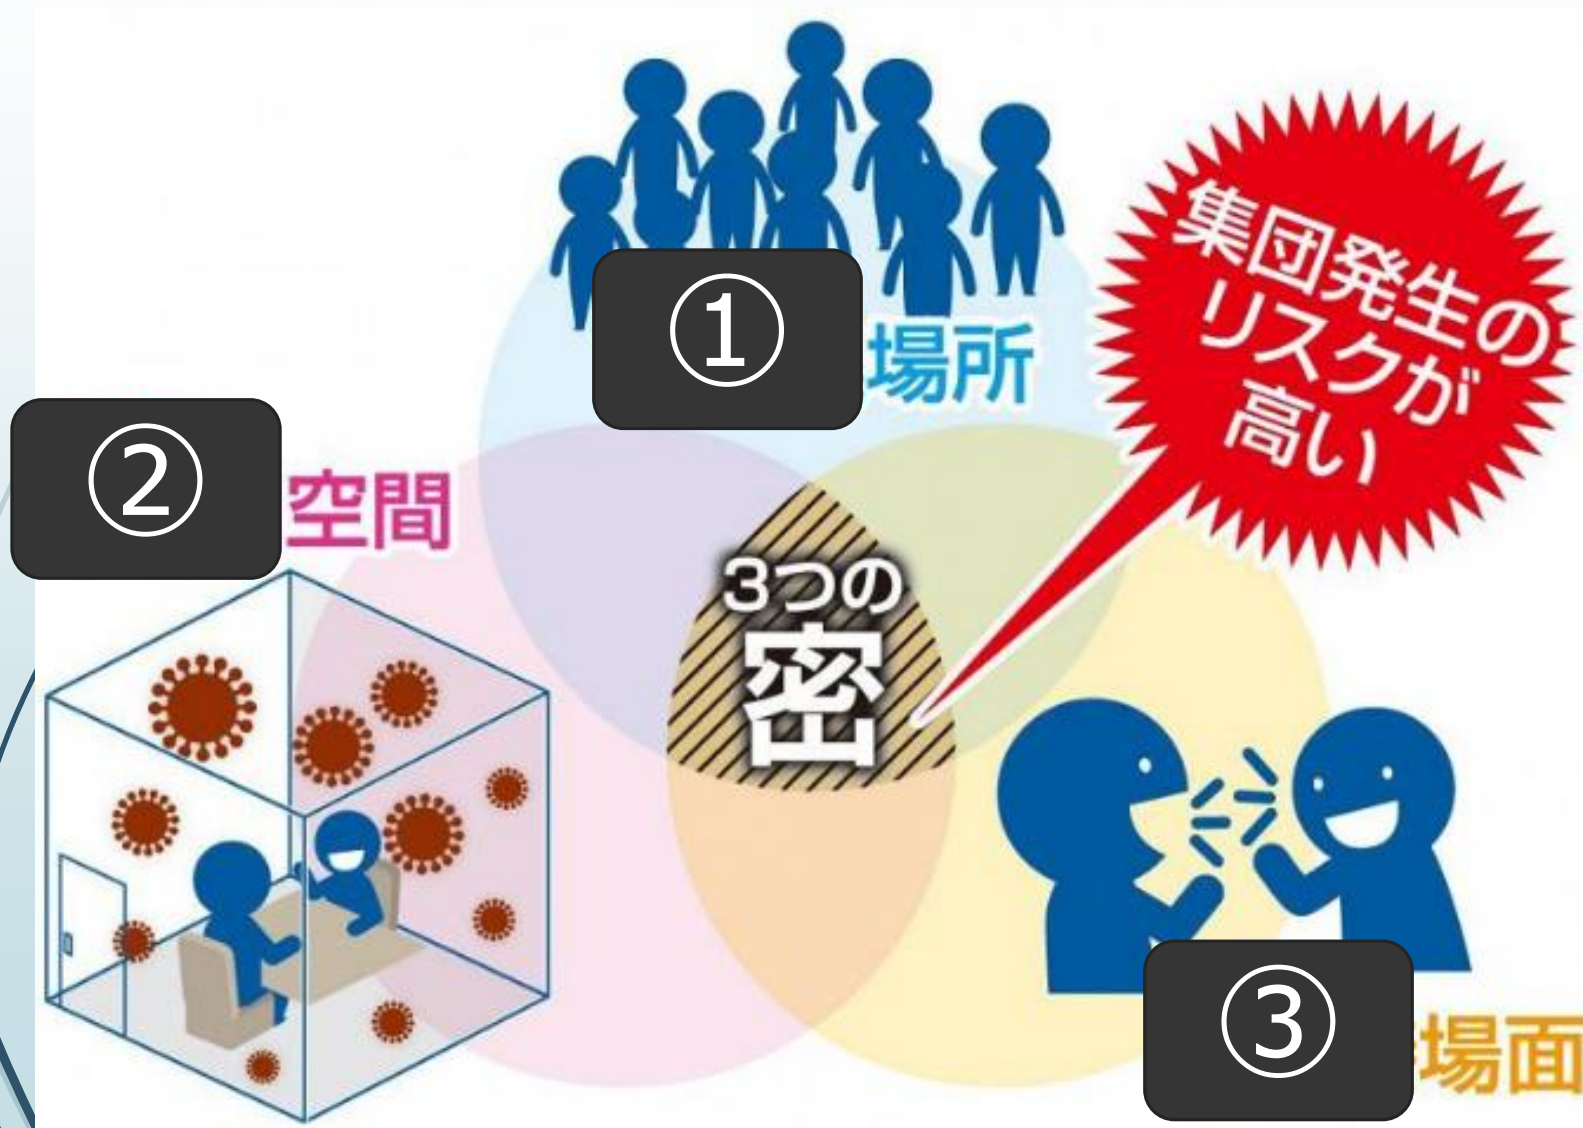 ①
場所
集団発生の
リスクが
高い
②
空間
3つの
密
③
場面